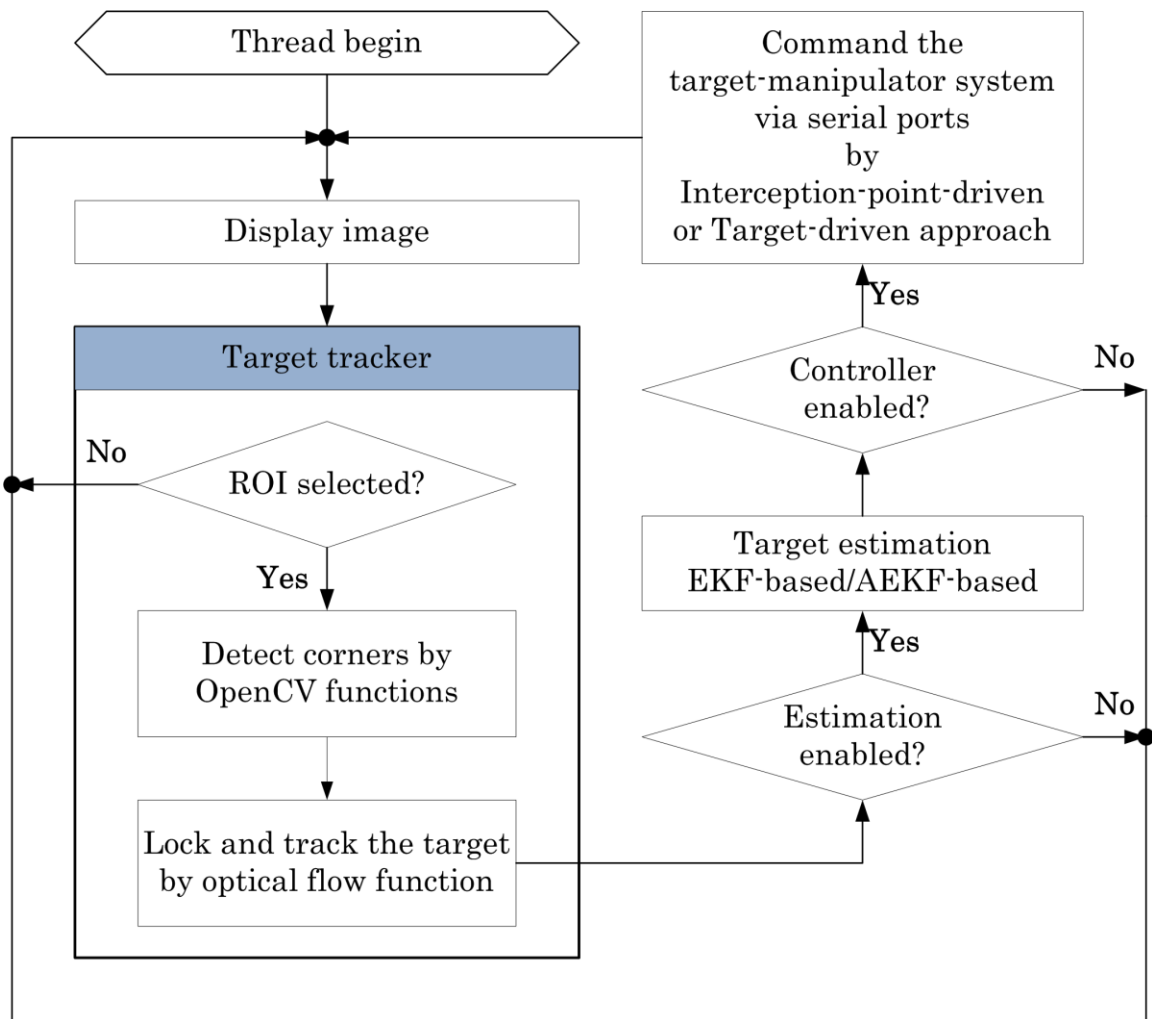 Thread begin
Display image
Target tracker
No
ROI selected?
Yes
Detect corners by
OpenCV functions
Lock and track the target
by optical flow function
Command the
target-manipulator system
via serial ports
by
Interception-point-driven
or Target-driven approach
Yes
No
Controller
enabled?
Target estimation
EKF-based/AEKF-based
Yes
No
Estimation
enabled?